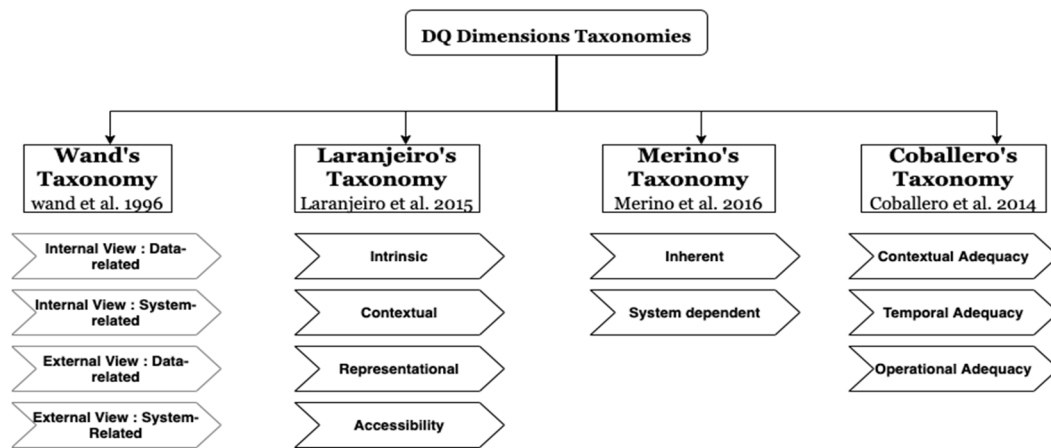 DQ Dimensions Taxonomies
Wand's
Taxonomy
wand et al. 1996
Internal View : Data-
related
Internal View : System-
related
External View : Data-
related
External View : System-
Related
Laranjeiro's
Taxonomy
Laranjeiro et al. 2015
Intrinsic
Contextual
Representational
Accessibility
Merino's
Taxonomy
Merino et al. 2016
Inherent
System dependent
Coballero's
Taxonomy
Coballero et al. 2014
Contextual Adequacy
Temporal Adequacy
Operational Adequacy